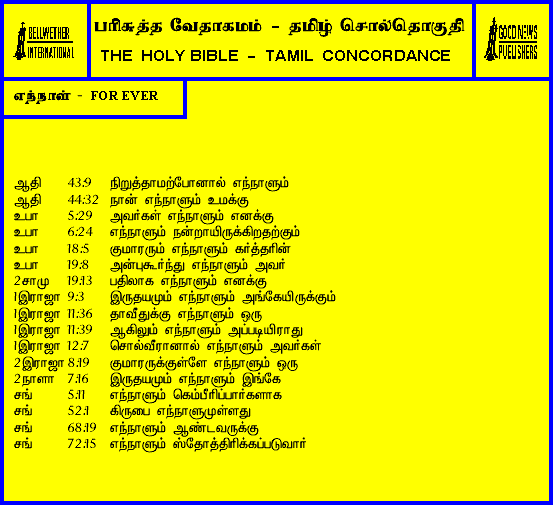 BELLWETHER INTERNATIONAL
பரிசுத்த வேதாகமம் - தமிழ் சொல்தொகுதி
THE HOLY BIBLE - TAMIL CONCORDANCE
GOOD NEWS PUBLISHERS
எந்நாள் - FOR EVER
ஆதி 43:9 நிறுத்தாமற்போனால் எந்நாளும்
ஆதி 44:32 நான் எந்நாளும் உமக்கு
உபா 5:29 அவர்கள் எந்நாளும் எனக்கு
உபா 6:24 எந்நாளும் நன்றாயிருக்கிறதற்கும்
உபா 18:5 குமாரரும் எந்நாளும் கர்த்தரின்
உபா 19:8 அன்புகூர்ந்து எந்நாளும் அவர்
2சாமு 19:13 பதிலாக எந்நாளும் எனக்கு
1இராஜா 9:3 இருதயமும் எந்நாளும் அங்கேயிருக்கும்
1இராஜா 11:36 தாவீதுக்கு எந்நாளும் ஒரு
1இராஜா 11:39 ஆகிலும் எந்நாளும் அப்படியிராது
1இராஜா 12:7 சொல்வீரானால் எந்நாளும் அவர்கள்
2இராஜா 8:19 குமாரருக்குள்ளே எந்நாளும் ஒரு
2நாளா 7:16 இருதயமும் எந்நாளும் இங்கே
சங் 5:11 எந்நாளும் கெம்பீரிப்பார்களாக
சங் 52:1 கிருபை எந்நாளுமுள்ளது
சங் 68:19 எந்நாளும் ஆண்டவருக்கு
சங் 72:15 எந்நாளும் ஸ்தோத்திரிக்கப்படுவார்